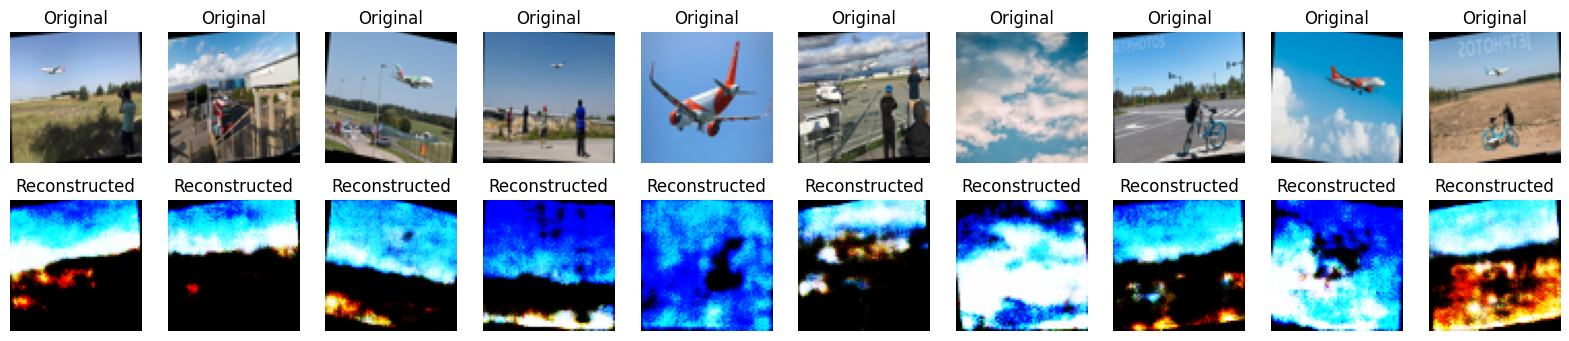 Original Original Original Original Original Original Original Original Original Original
Reconstructed Reconstructed Reconstructed Reconstructed Reconstructed Reconstructed Reconstructed Reconstructed Reconstructed Reconstructed
JETPHOTOS